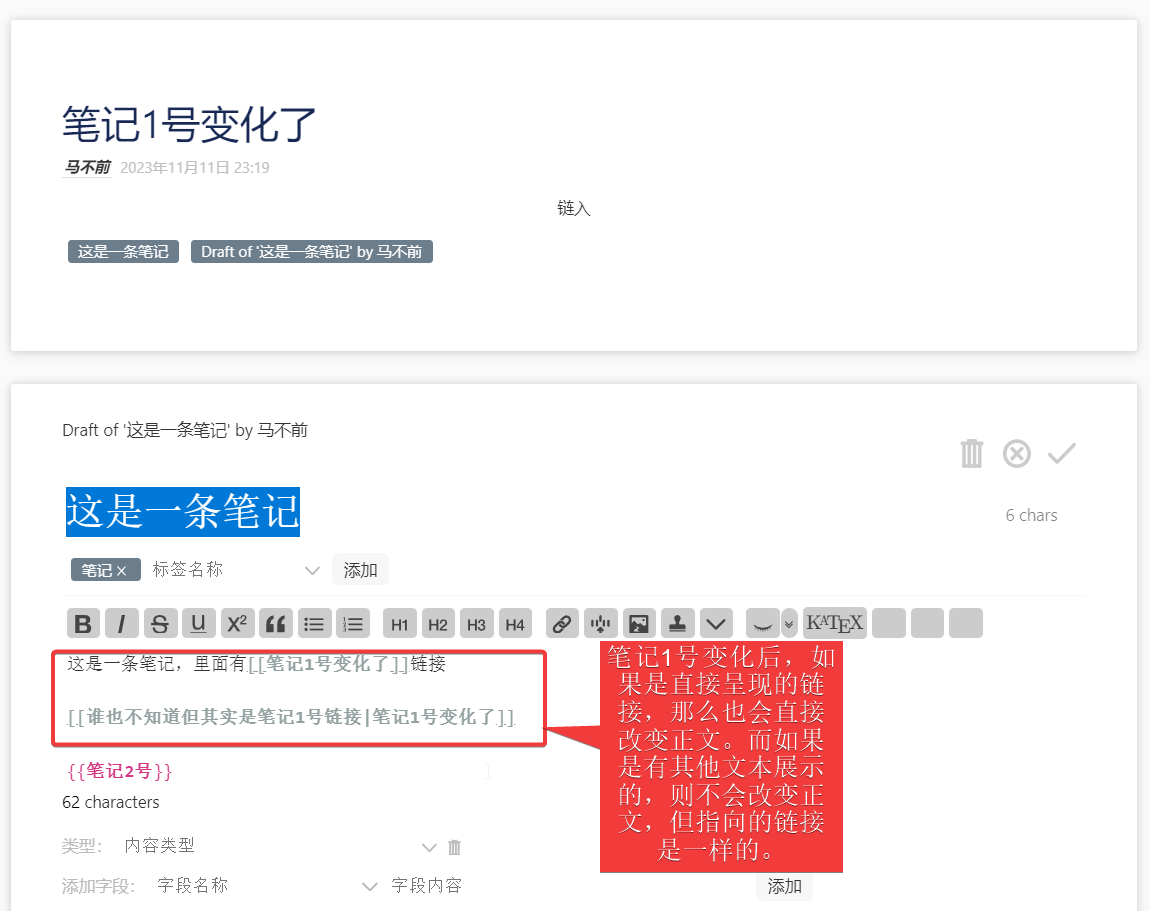 笔记1号变化了
马不前 2023年11月11日 23:19
链入
这是一条笔记 Draft of '这是一条笔记' by 马不前
Draft of '这是一条笔记' by 马不前
这是一条笔记
6 chars
笔记 × 标签名称 添加
B I S U X² H1 H2 H3 H4 KATEX
这是一条笔记，里面有[[笔记1号变化了]]链接
[[谁也不知道但其实是笔记1号链接|笔记1号变化了]]
{{笔记2号}}
62 characters
笔记1号变化后，如
果是直接呈现的链
接，那么也会直接
改变正文。而如果
是有其他文本展示
的，则不会改变正
文，但指向的链接
是一样的。
类型： 内容类型
添加字段： 字段名称 字段内容 添加